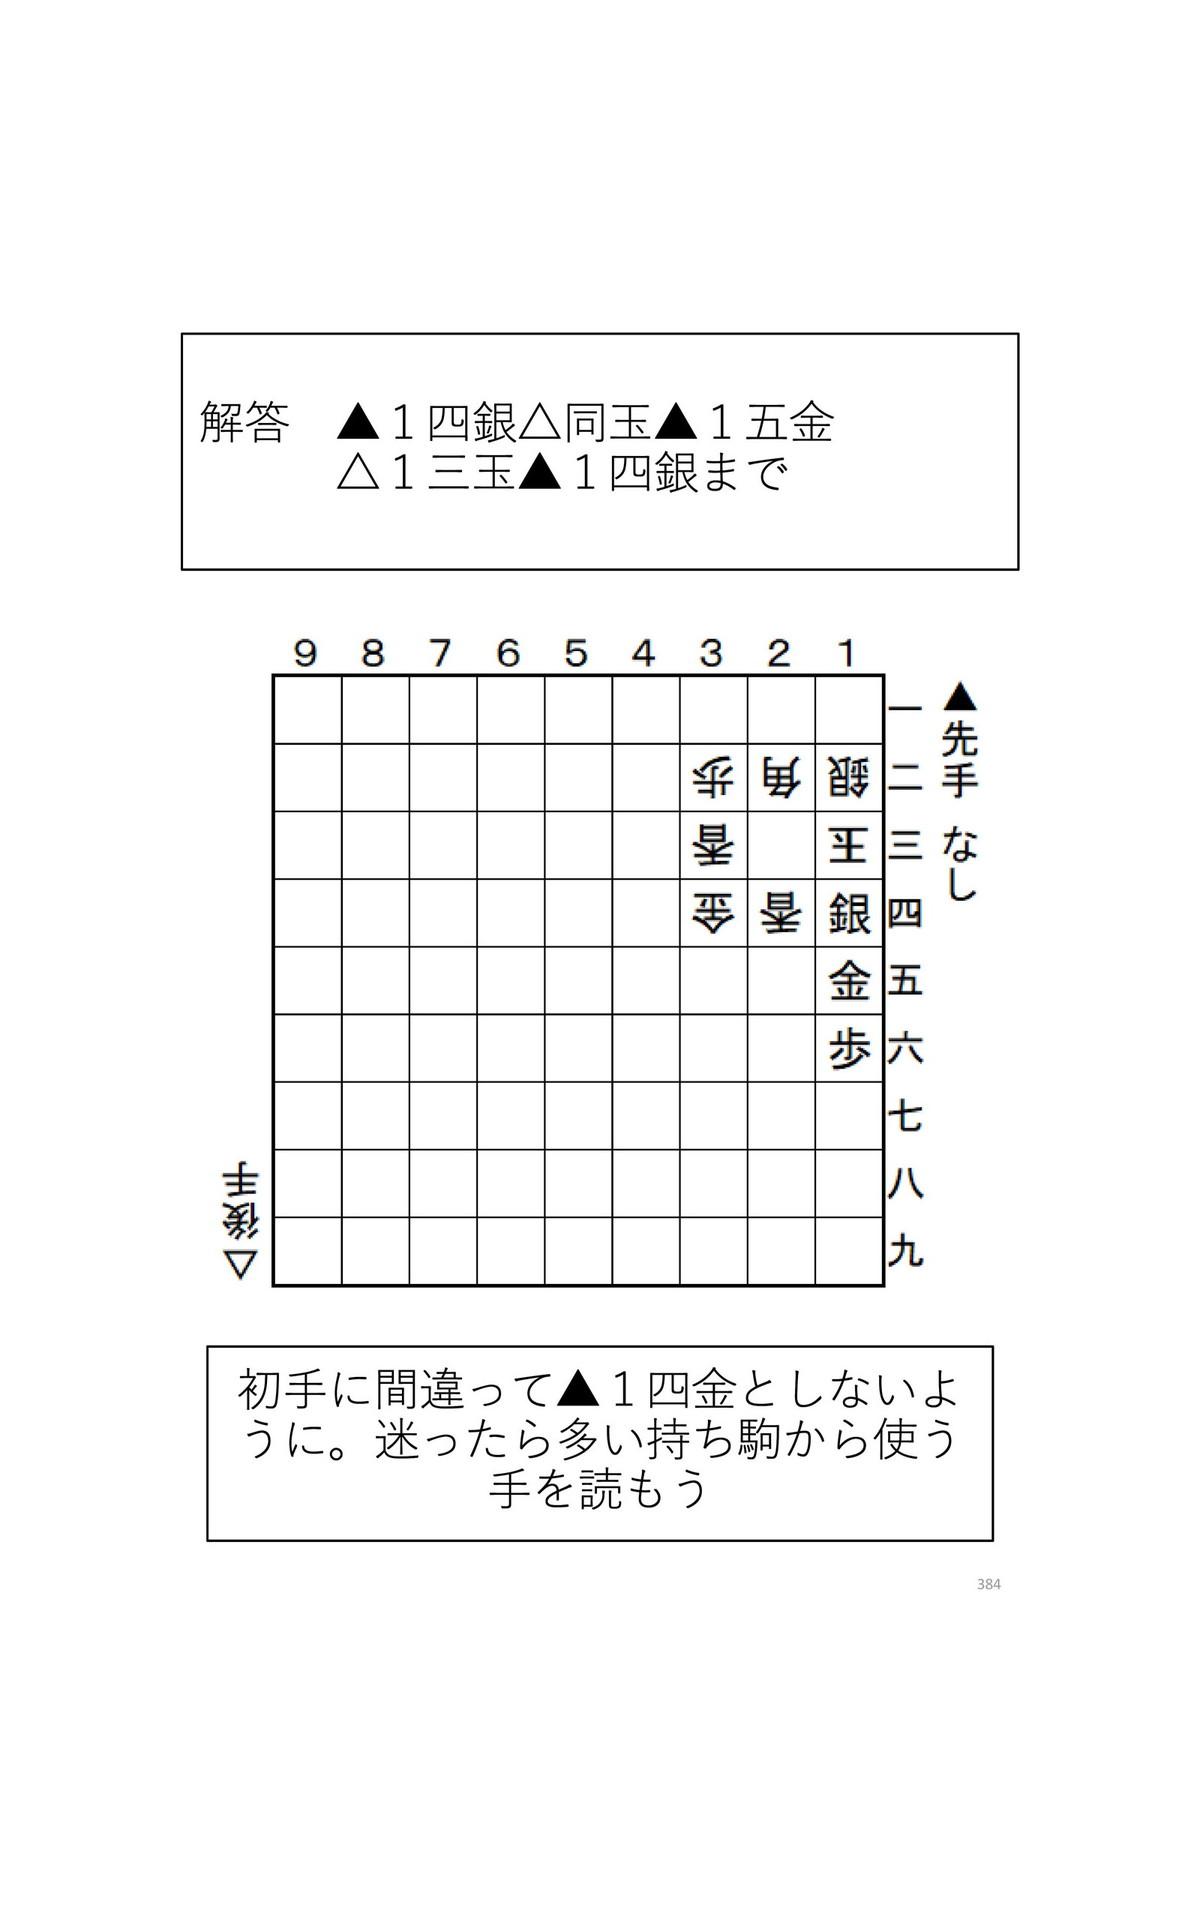 解答　▲１四銀△同玉▲１五金
△１三玉▲１四銀まで
9 8 7 6 5 4 3 2 1
一
歩 角 銀 二
香 王 三
金 香 銀 四
金 五
歩 六
七
八
九
▲先手 なし
△後手
初手に間違って▲１四金としないよ
うに。迷ったら多い持ち駒から使う
手を読もう
384